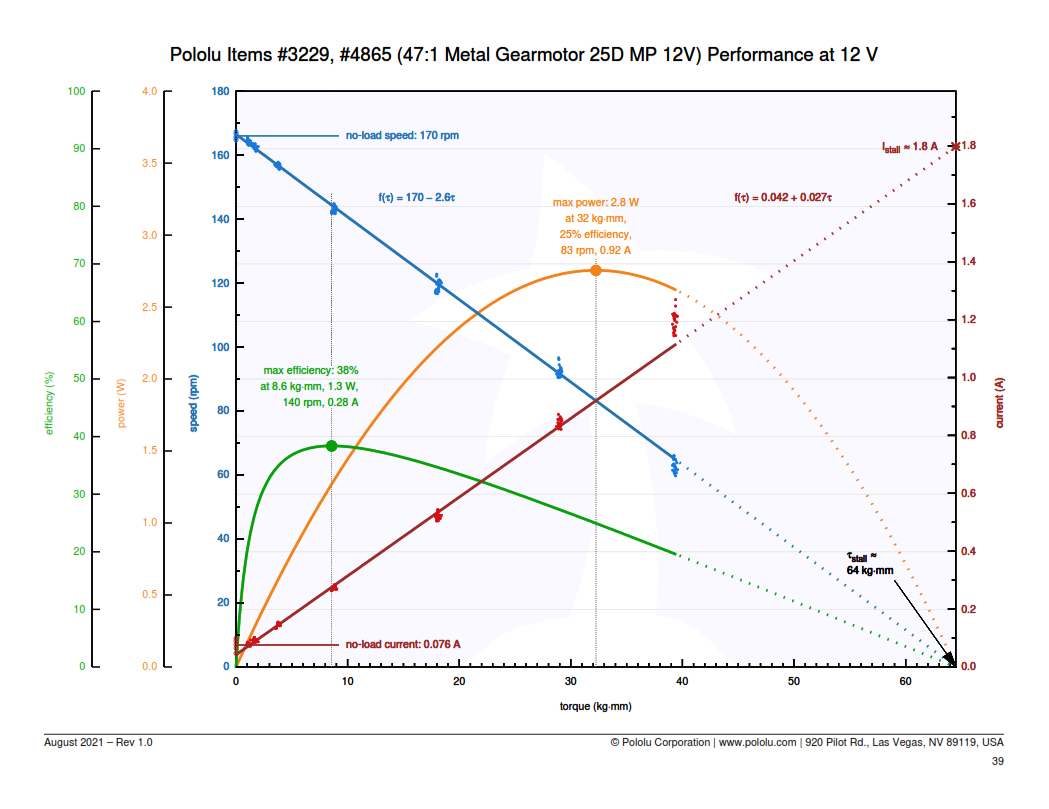 Pololu Items #3229, #4865 (47:1 Metal Gearmotor 25D MP 12V) Performance at 12 V
100
90
80
70
60
50
40
30
20
10
0
efficiency (%)
4.0
3.5
3.0
2.5
2.0
1.5
1.0
0.5
0.0
power (W)
180
160
140
120
100
80
60
40
20
0
speed (rpm)
no-load speed: 170 rpm
f(τ) = 170 − 2.6τ
max power: 2.8 W
at 32 kg·mm,
25% efficiency,
83 rpm, 0.92 A
f(τ) = 0.042 + 0.027τ
Istall ≈ 1.8 A
max efficiency: 38%
at 8.6 kg·mm, 1.3 W,
140 rpm, 0.28 A
τstall ≈
64 kg·mm
no-load current: 0.076 A
1.8
1.6
1.4
1.2
1.0
0.8
0.6
0.4
0.2
0.0
current (A)
0 10 20 30 40 50 60
torque (kg·mm)
August 2021 – Rev 1.0
© Pololu Corporation | www.pololu.com | 920 Pilot Rd., Las Vegas, NV 89119, USA
39